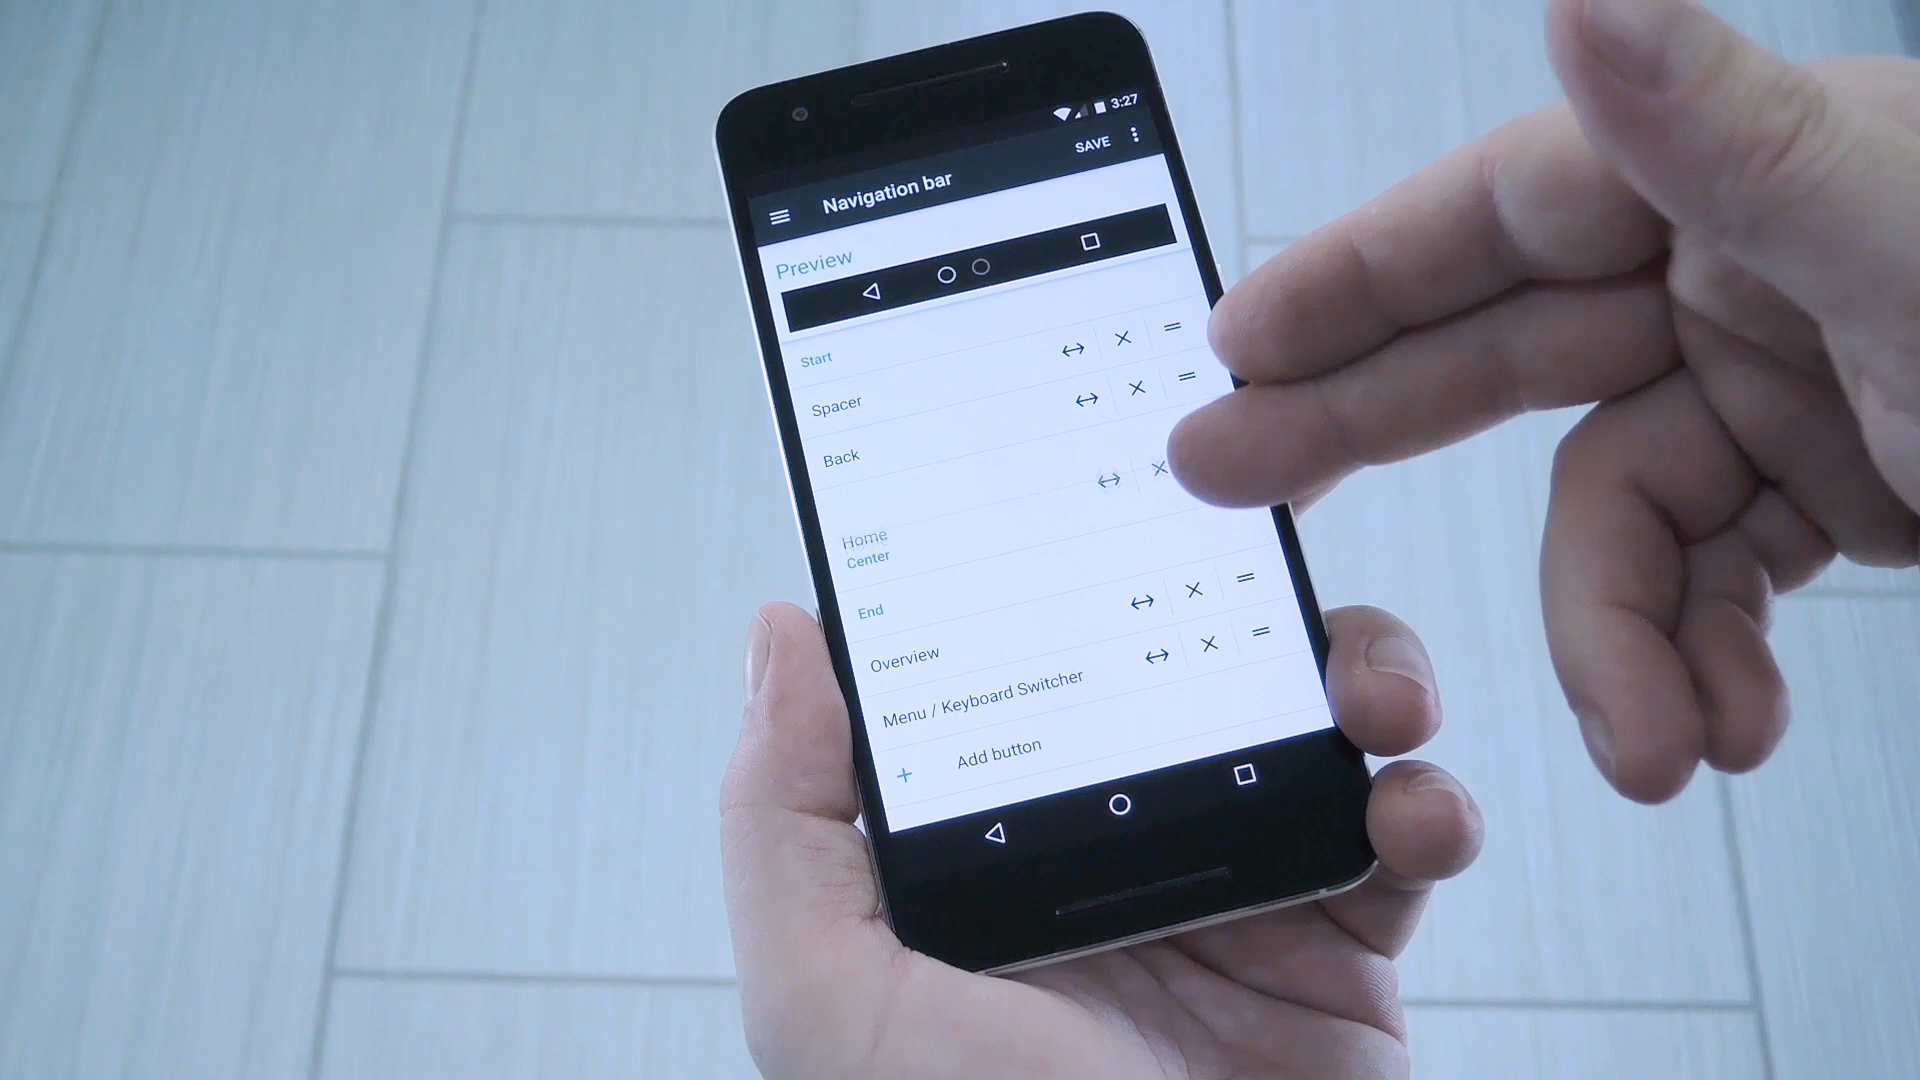 3:27
SAVE
Navigation bar
Preview
Start
Spacer
Back
Home
Center
End
Overview
Menu / Keyboard Switcher
+ Add button